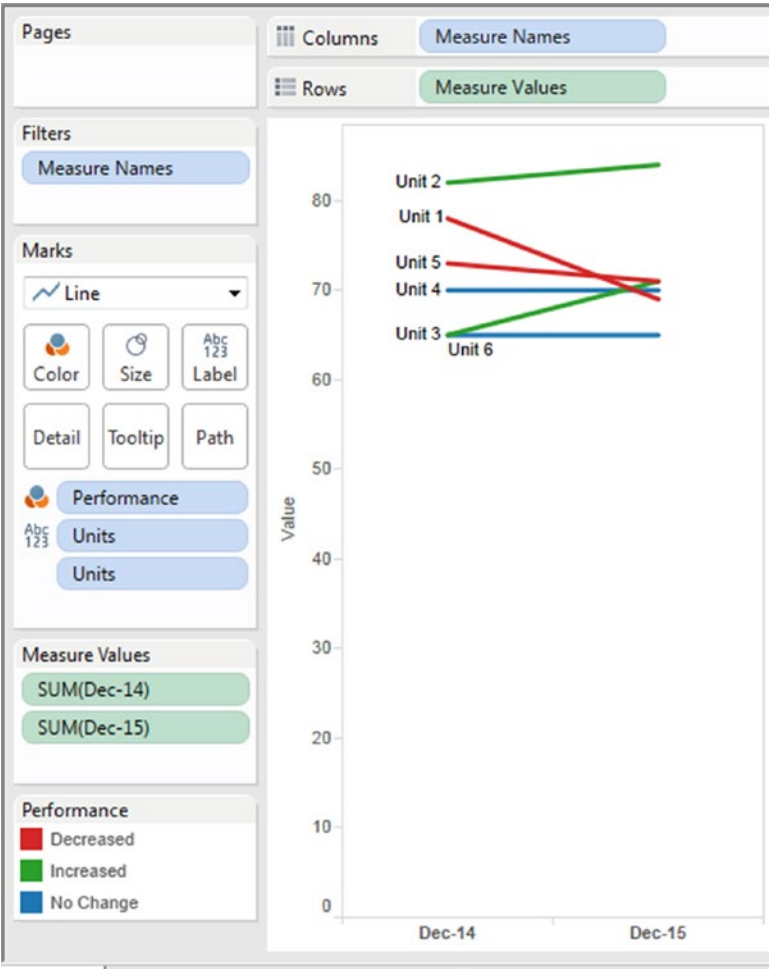 Pages
Columns
Measure Names
Rows
Measure Values
Filters
Measure Names
Marks
Line
Color
Size
Abc
123
Label
Detail
Tooltip
Path
Performance
Abc
123
Units
Units
Measure Values
SUM(Dec-14)
SUM(Dec-15)
Performance
Decreased
Increased
No Change
Value
80
70
60
50
40
30
20
10
0
Unit 2
Unit 1
Unit 5
Unit 4
Unit 3
Unit 6
Dec-14
Dec-15